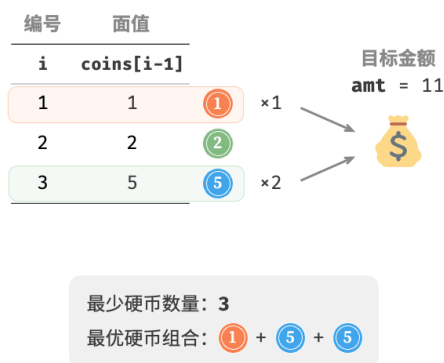 编号 面值
目标金额
i coins[i-1]
amt = 11
1 1 1 ×1
2 2 2
$
3 5 5 ×2
最少硬币数量：3
最优硬币组合：1 + 5 + 5